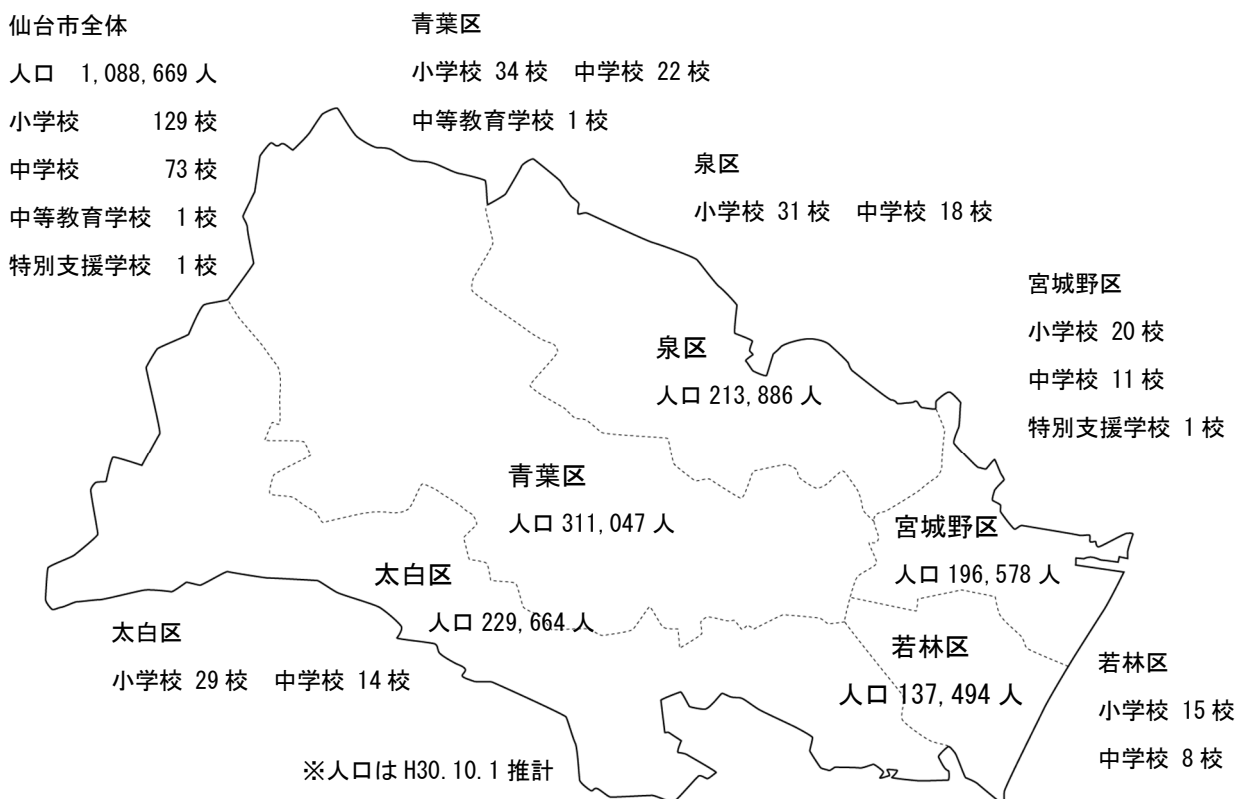 仙台市全体
人口 1,088,669 人
小学校 129 校
中学校 73 校
中等教育学校 1 校
特別支援学校 1 校
青葉区
小学校 34 校 中学校 22 校
中等教育学校 1 校
泉区
小学校 31 校 中学校 18 校
宮城野区
小学校 20 校
中学校 11 校
特別支援学校 1 校
泉区
人口 213,886 人
青葉区
人口 311,047 人
宮城野区
人口 196,578 人
太白区
人口 229,664 人
若林区
人口 137,494 人
太白区
小学校 29 校 中学校 14 校
若林区
小学校 15 校
中学校 8 校
※人口は H30.10.1 推計